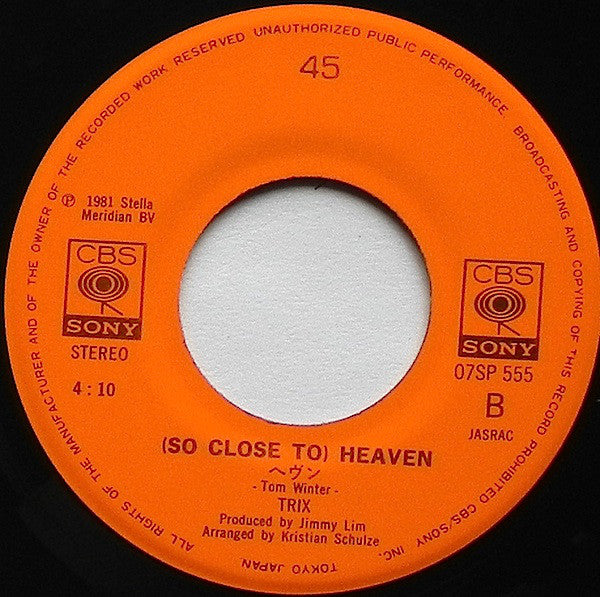 ALL RIGHTS OF THE MANUFACTURER AND OF THE OWNER OF THE RECORDED WORK RESERVED UNAUTHORIZED PUBLIC PERFORMANCE, BROADCASTING AND COPYING OF THIS RECORD PROHIBITED CBS/SONY INC. TOKYO JAPAN
45
℗ 1981 Stella
Meridian BV
CBS
SONY
STEREO
4:10
CBS
SONY
07SP 555
B
JASRAC
(SO CLOSE TO) HEAVEN
ヘヴン
- Tom Winter -
TRIX
Produced by Jimmy Lim
Arranged by Kristian Schulze